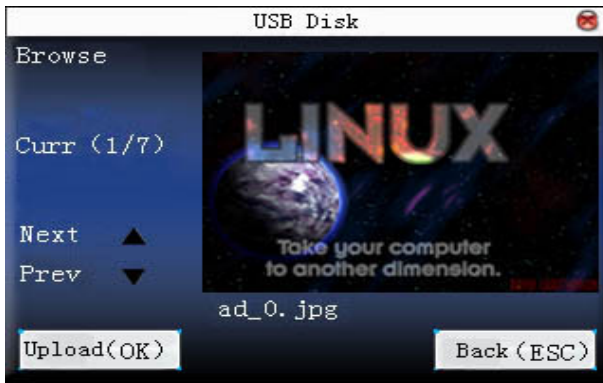 USB Disk
Browse
Curr (1/7)
Next ▲
Prev ▼
LINUX
Take your computer
to another dimension.
ad_0.jpg
Upload(OK)
Back(ESC)